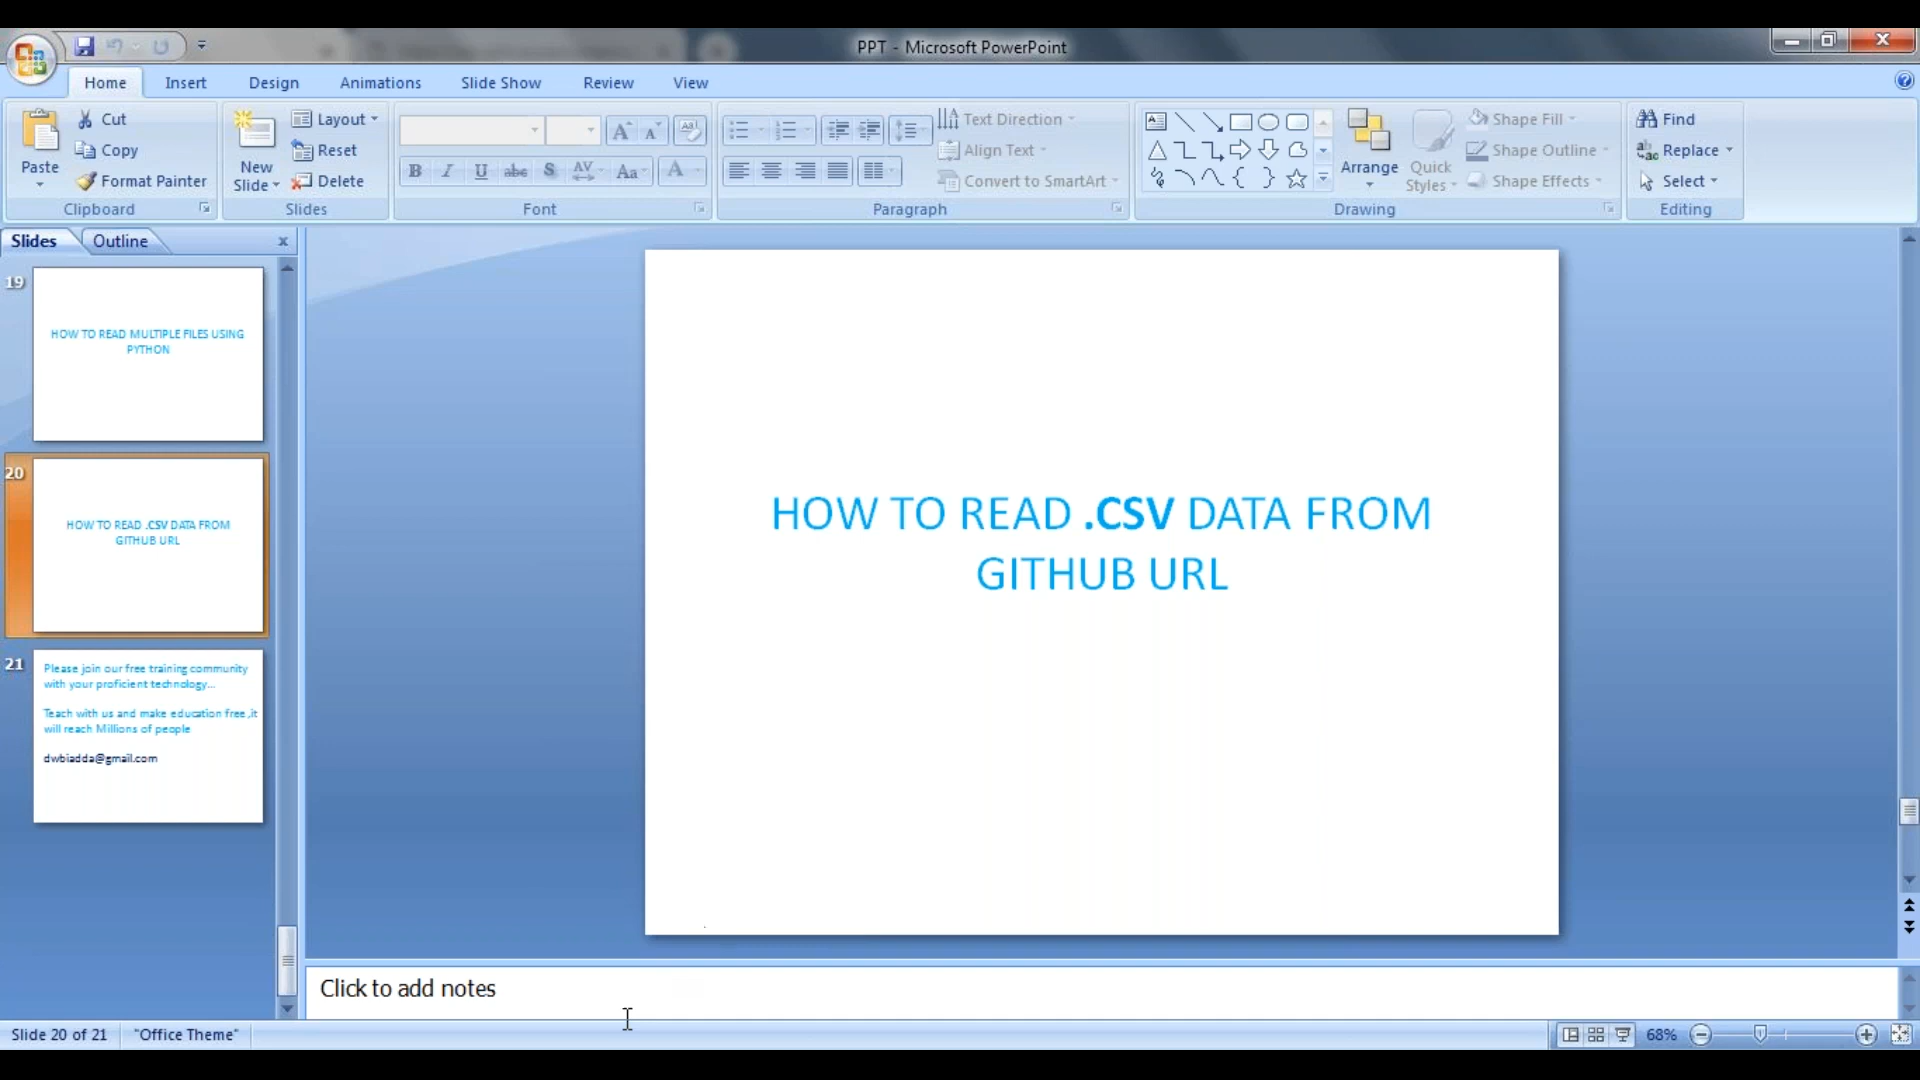 PPT - Microsoft PowerPoint
Home Insert Design Animations Slide Show Review View
Paste
Cut
Copy
Format Painter
Clipboard
New
Slide
Layout
Reset
Delete
Slides
B I U abc S AV Aa A
Font
Text Direction
Align Text
Convert to SmartArt
Paragraph
Arrange
Quick
Styles
Shape Fill
Shape Outline
Shape Effects
Drawing
Find
Replace
Select
Editing
Slides Outline
19
HOW TO READ MULTIPLE FILES USING
PYTHON
20
HOW TO READ .CSV DATA FROM
GITHUB URL
21
Please join our free training community
with your proficient technology...
Teach with us and make education free ,it
will reach Millions of people
dwbiadda@gmail.com
HOW TO READ .CSV DATA FROM
GITHUB URL
Click to add notes
Slide 20 of 21 "Office Theme" 68%